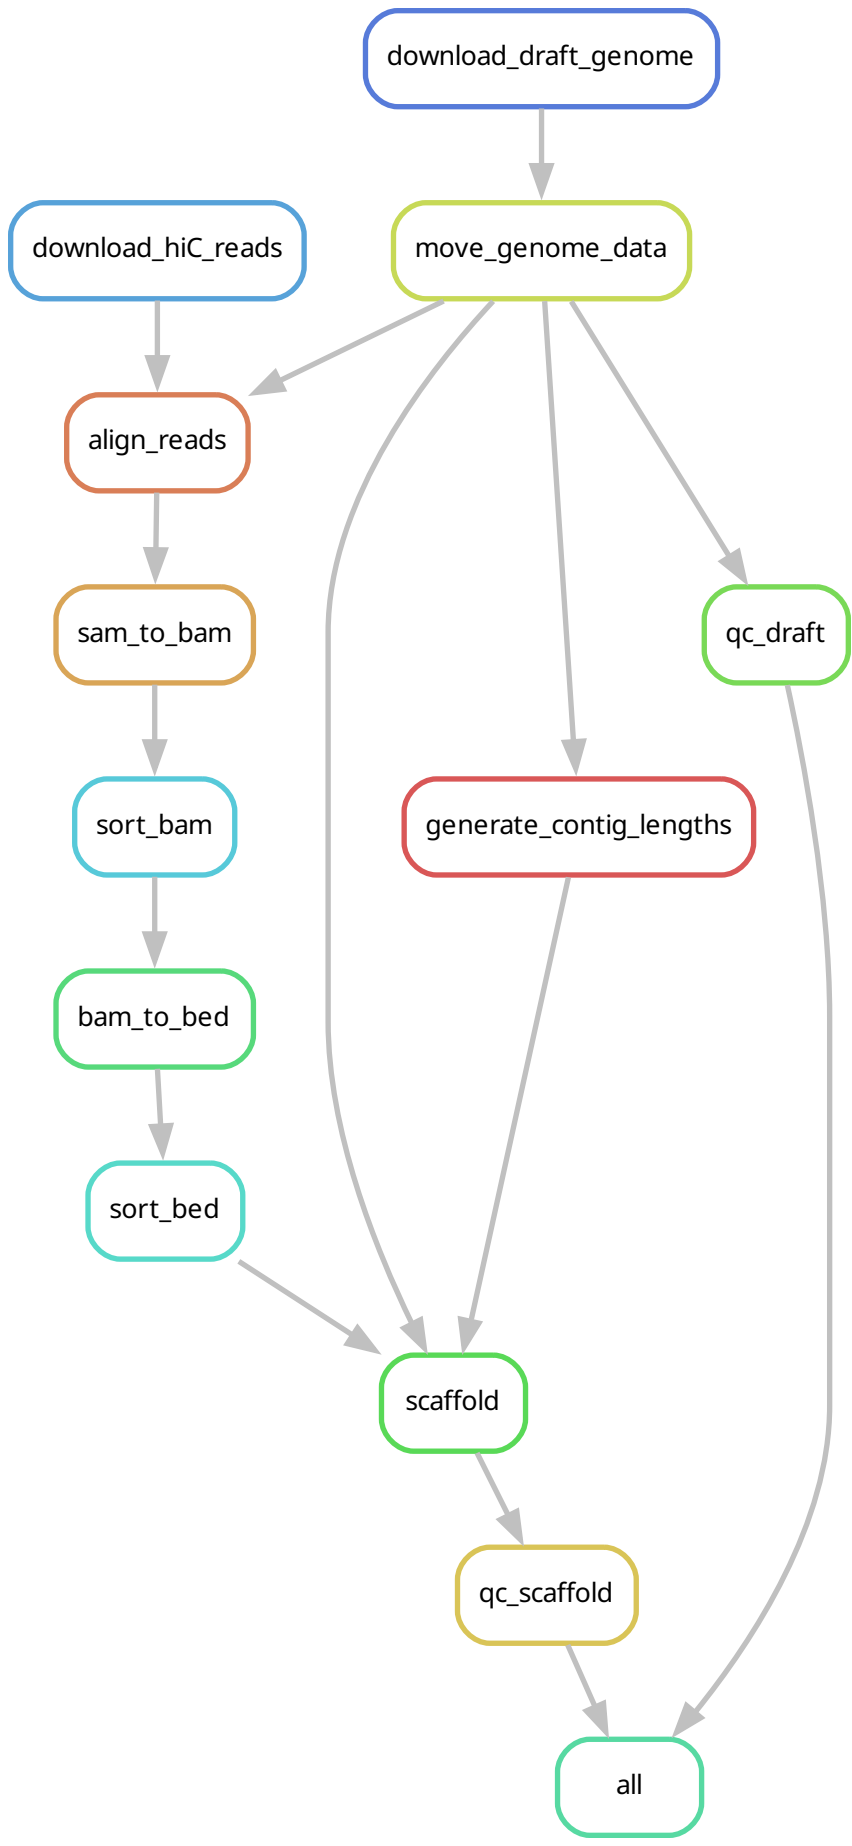 download_draft_genome
download_hiC_reads
move_genome_data
align_reads
sam_to_bam
qc_draft
sort_bam
generate_contig_lengths
bam_to_bed
sort_bed
scaffold
qc_scaffold
all